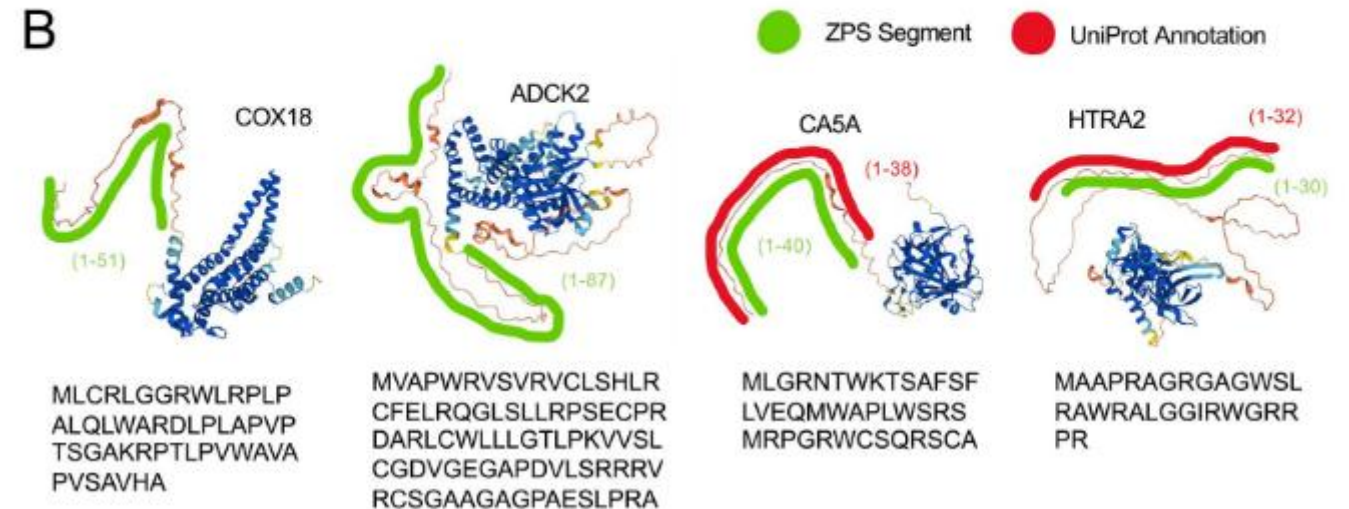 B
ZPS Segment
UniProt Annotation
COX18
(1-51)
MLCRLGGRWLRPLP
ALQLWARDLPLAPVP
TSGAKRPTLPVWAVA
PVSAVHA
ADCK2
(1-87)
MVAPWRVSVRVCLSHLR
CFELRQGLSLLRPSECPR
DARLCWLLLGTLPKVVSL
CGDVGEGAPDVLSRRRV
RCSGAAGAGPAESLPRA
CA5A
(1-38)
(1-40)
MLGRNTWKTSAFSF
LVEQMWAPLWSRS
MRPGRWCSQRSCA
HTRA2
(1-32)
(1-30)
MAAPRAGRGAGWSL
RAWRALGGIRWGRR
PR